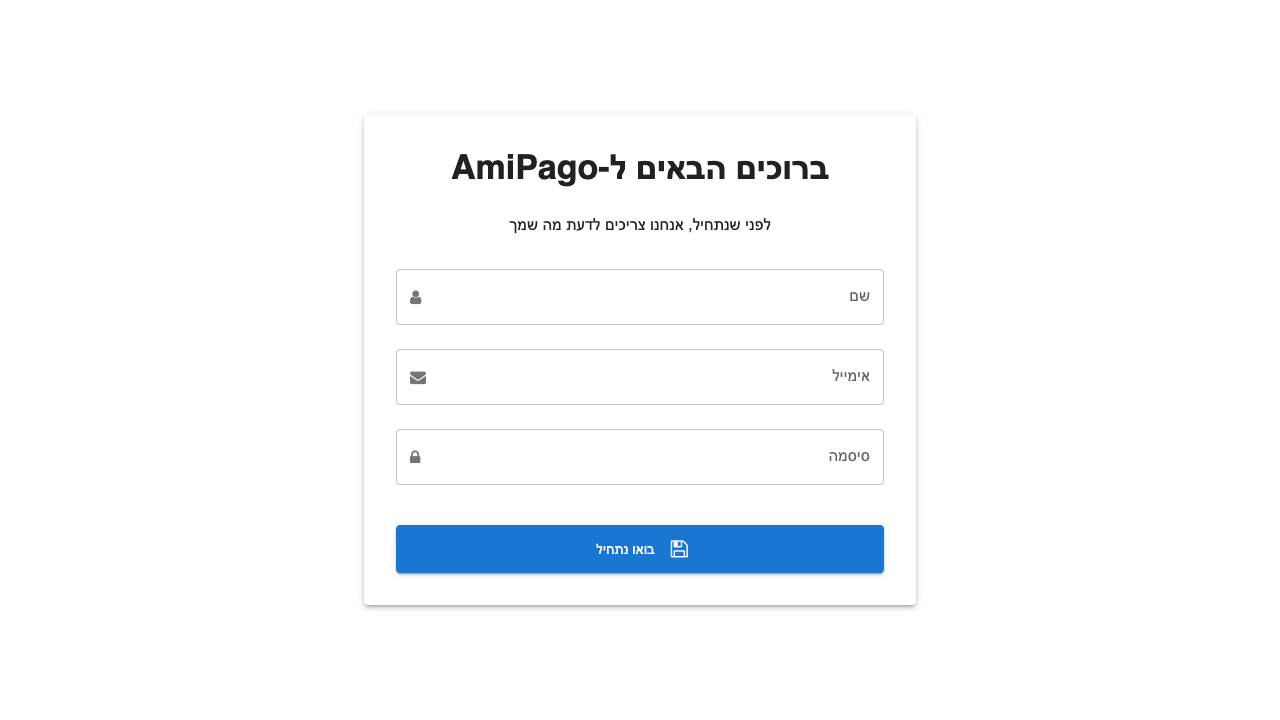 ברוכים הבאים ל-AmiPago
לפני שנתחיל, אנחנו צריכים לדעת מה שמך
שם
אימייל
סיסמה
בואו נתחיל